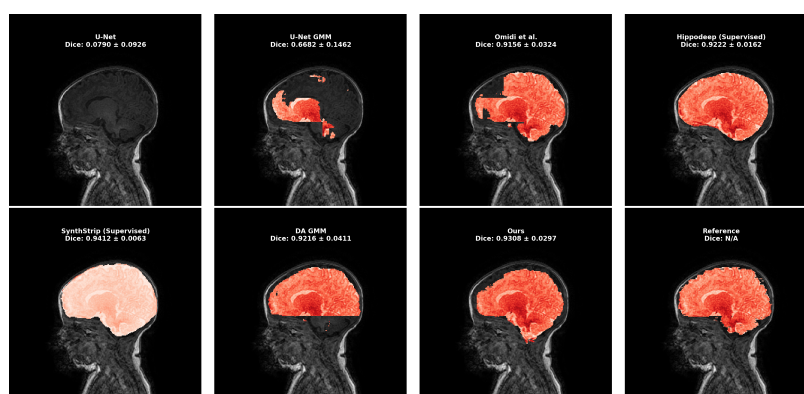 U-Net
Dice: 0.0790 ± 0.0926
U-Net GMM
Dice: 0.6682 ± 0.1462
Omidi et al.
Dice: 0.9156 ± 0.0324
Hippodeep (Supervised)
Dice: 0.9222 ± 0.0162
SynthStrip (Supervised)
Dice: 0.9412 ± 0.0063
DA GMM
Dice: 0.9216 ± 0.0411
Ours
Dice: 0.9308 ± 0.0297
Reference
Dice: N/A